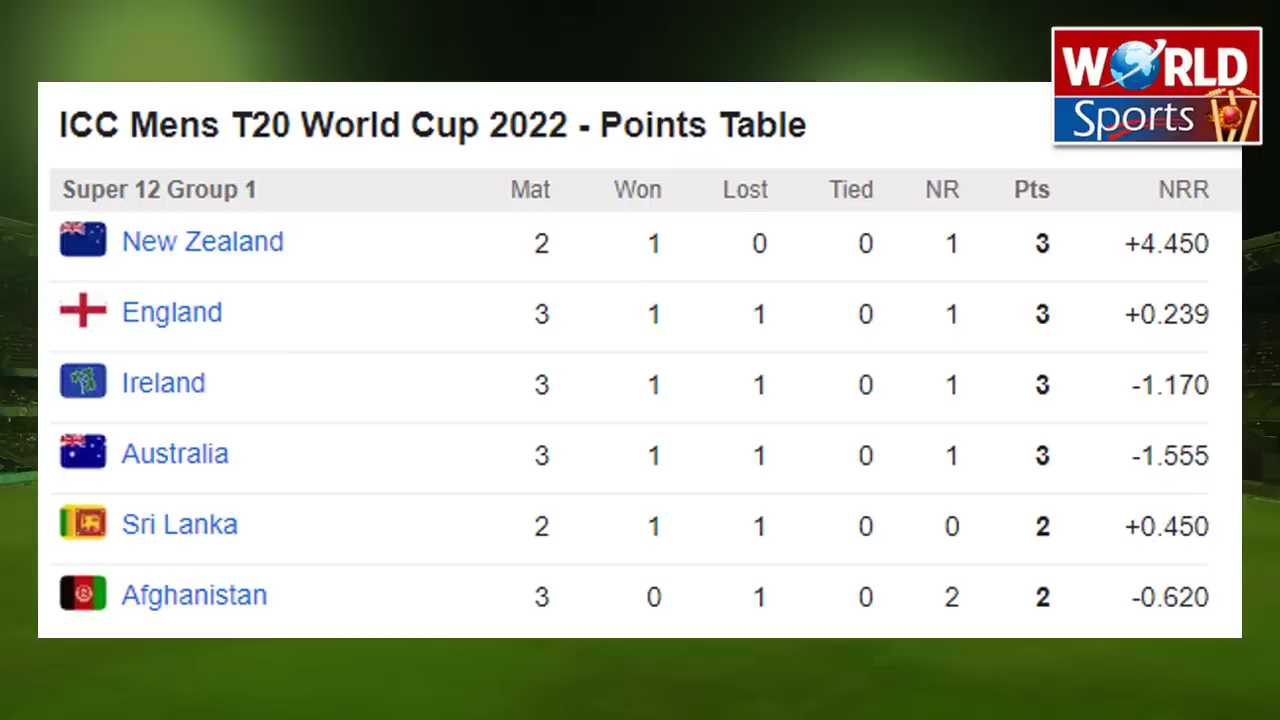 WORLD
Sports
ICC Mens T20 World Cup 2022 - Points Table
Super 12 Group 1 Mat Won Lost Tied NR Pts NRR
New Zealand 2 1 0 0 1 3 +4.450
England 3 1 1 0 1 3 +0.239
Ireland 3 1 1 0 1 3 -1.170
Australia 3 1 1 0 1 3 -1.555
Sri Lanka 2 1 1 0 0 2 +0.450
Afghanistan 3 0 1 0 2 2 -0.620